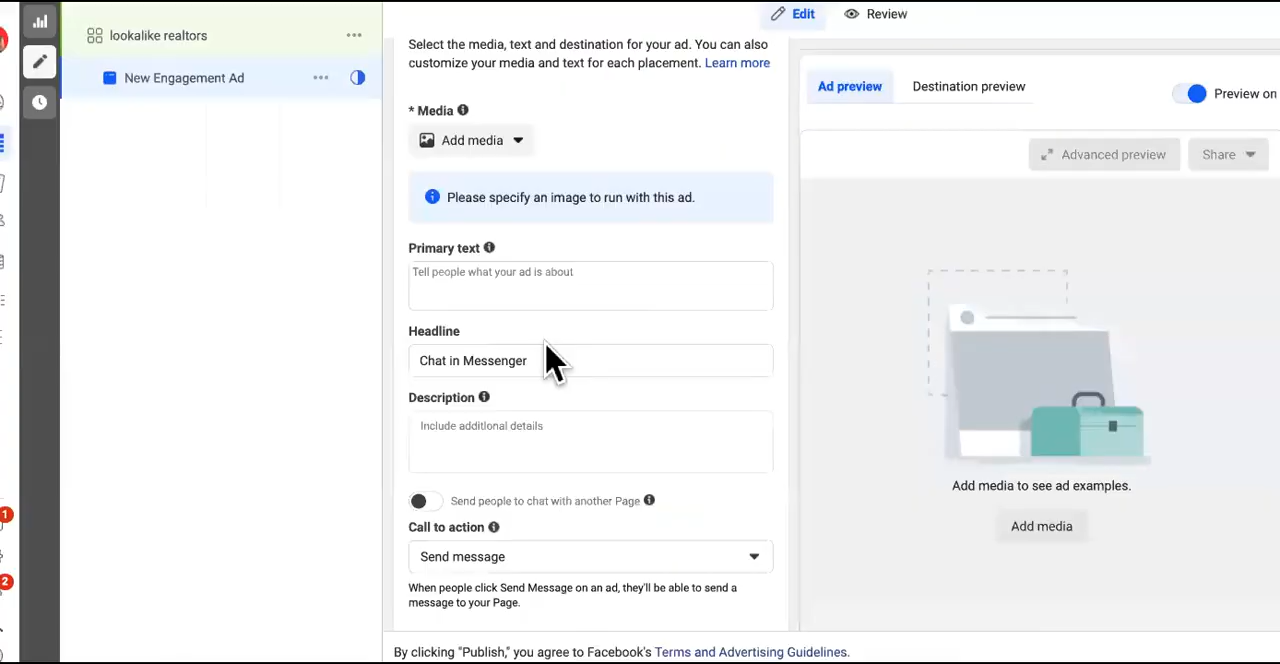 lookalike realtors
New Engagement Ad
Edit
Review
Select the media, text and destination for your ad. You can also
customize your media and text for each placement. Learn more
* Media
Add media
Please specify an image to run with this ad.
Primary text
Tell people what your ad is about
Headline
Chat in Messenger
Description
Include additional details
Send people to chat with another Page
Call to action
Send message
When people click Send Message on an ad, they'll be able to send a
message to your Page.
By clicking "Publish," you agree to Facebook's Terms and Advertising Guidelines.
Ad preview
Destination preview
Preview on
Advanced preview
Share
Add media to see ad examples.
Add media
1
2